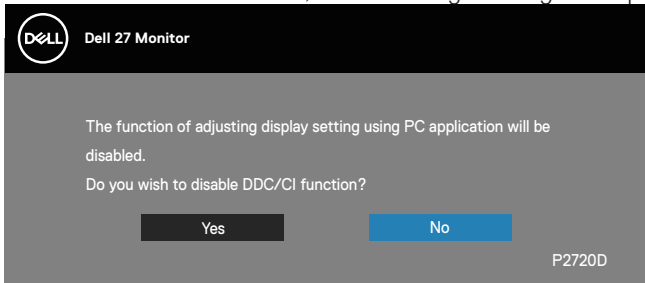 DELL
Dell 27 Monitor
The function of adjusting display setting using PC application will be
disabled.
Do you wish to disable DDC/CI function?
Yes No
P2720D